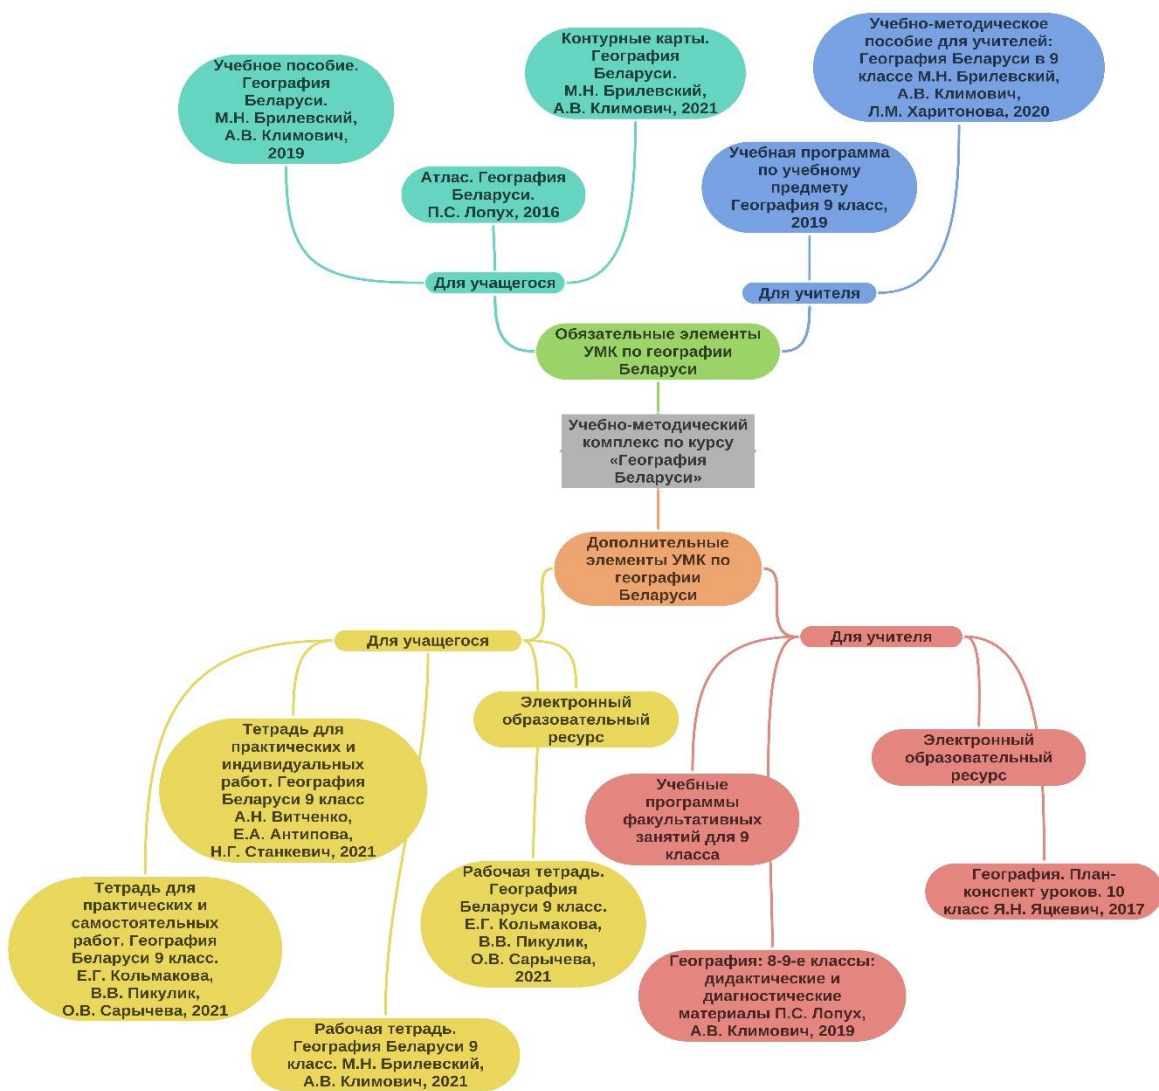 Учебное пособие.
География
Беларуси.
М.Н. Брилевский,
А.В. Климович,
2019
Контурные карты.
География
Беларуси.
М.Н. Брилевский,
А.В. Климович, 2021
Учебно-методическое
пособие для учителей:
География Беларуси в 9
классе М.Н. Брилевский,
А.В. Климович,
Л.М. Харитонова, 2020
Атлас. География
Беларуси.
П.С. Лопух, 2016
Учебная программа
по учебному
предмету
География 9 класс,
2019
Для учащегося
Для учителя
Обязательные элементы
УМК по географии
Беларуси
Учебно-методический
комплекс по курсу
«География
Беларуси»
Дополнительные
элементы УМК по
географии
Беларуси
Для учащегося
Для учителя
Электронный
образовательный
ресурс
Тетрадь для
практических и
индивидуальных
работ. География
Беларуси 9 класс
А.Н. Витченко,
Е.А. Антипова,
Н.Г. Станкевич, 2021
Электронный
образовательный
ресурс
Учебные
программы
факультативных
занятий для 9
класса
Тетрадь для
практических и
самостоятельных
работ. География
Беларуси 9 класс.
Е.Г. Кольмакова,
В.В. Пикулик,
О.В. Сарычева, 2021
Рабочая тетрадь.
География
Беларуси 9 класс.
Е.Г. Кольмакова,
В.В. Пикулик,
О.В. Сарычева,
2021
География. План-
конспект уроков. 10
класс Я.Н. Яцкевич, 2017
География: 8-9-е классы:
дидактические и
диагностические
материалы П.С. Лопух,
А.В. Климович, 2019
Рабочая тетрадь.
География Беларуси 9
класс. М.Н. Брилевский,
А.В. Климович, 2021